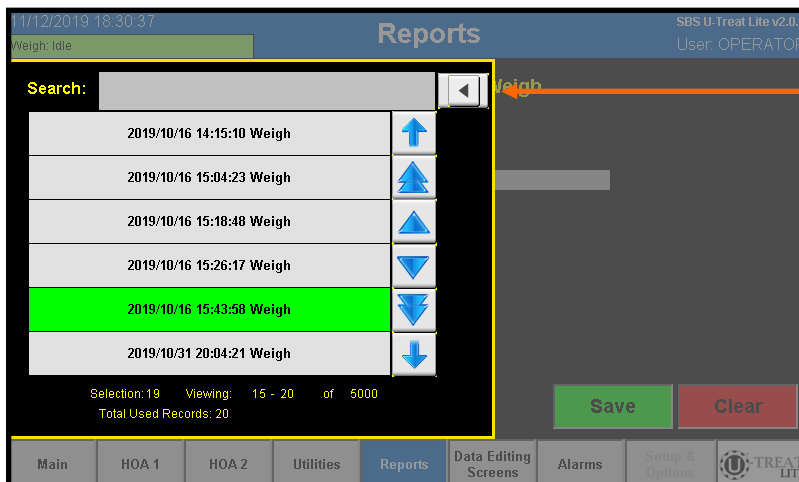 11/12/2019 18:30:37
Reports
SBS U-Treat Lite v2.0.
Weigh: Idle
User: OPERATOR
Search:
Weigh
2019/10/16 14:15:10 Weigh
2019/10/16 15:04:23 Weigh
2019/10/16 15:18:48 Weigh
2019/10/16 15:26:17 Weigh
2019/10/16 15:43:58 Weigh
2019/10/31 20:04:21 Weigh
Selection: 19 Viewing: 15 - 20 of 5000
Total Used Records: 20
Save
Clear
Main
HOA 1
HOA 2
Utilities
Reports
Data Editing
Screens
Alarms
Setup &
Options
U-TREAT
LIT